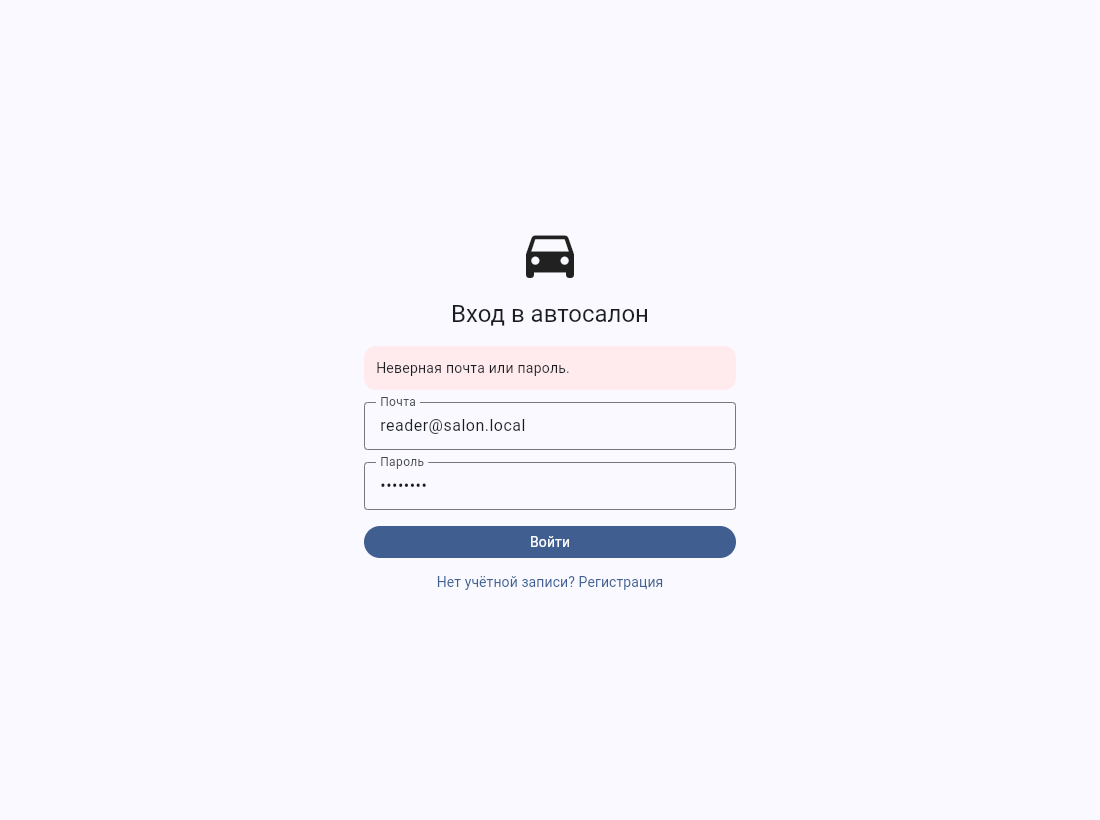 Вход в автосалон
Неверная почта или пароль.
Почта
reader@salon.local
Пароль
••••••••
Войти
Нет учётной записи? Регистрация